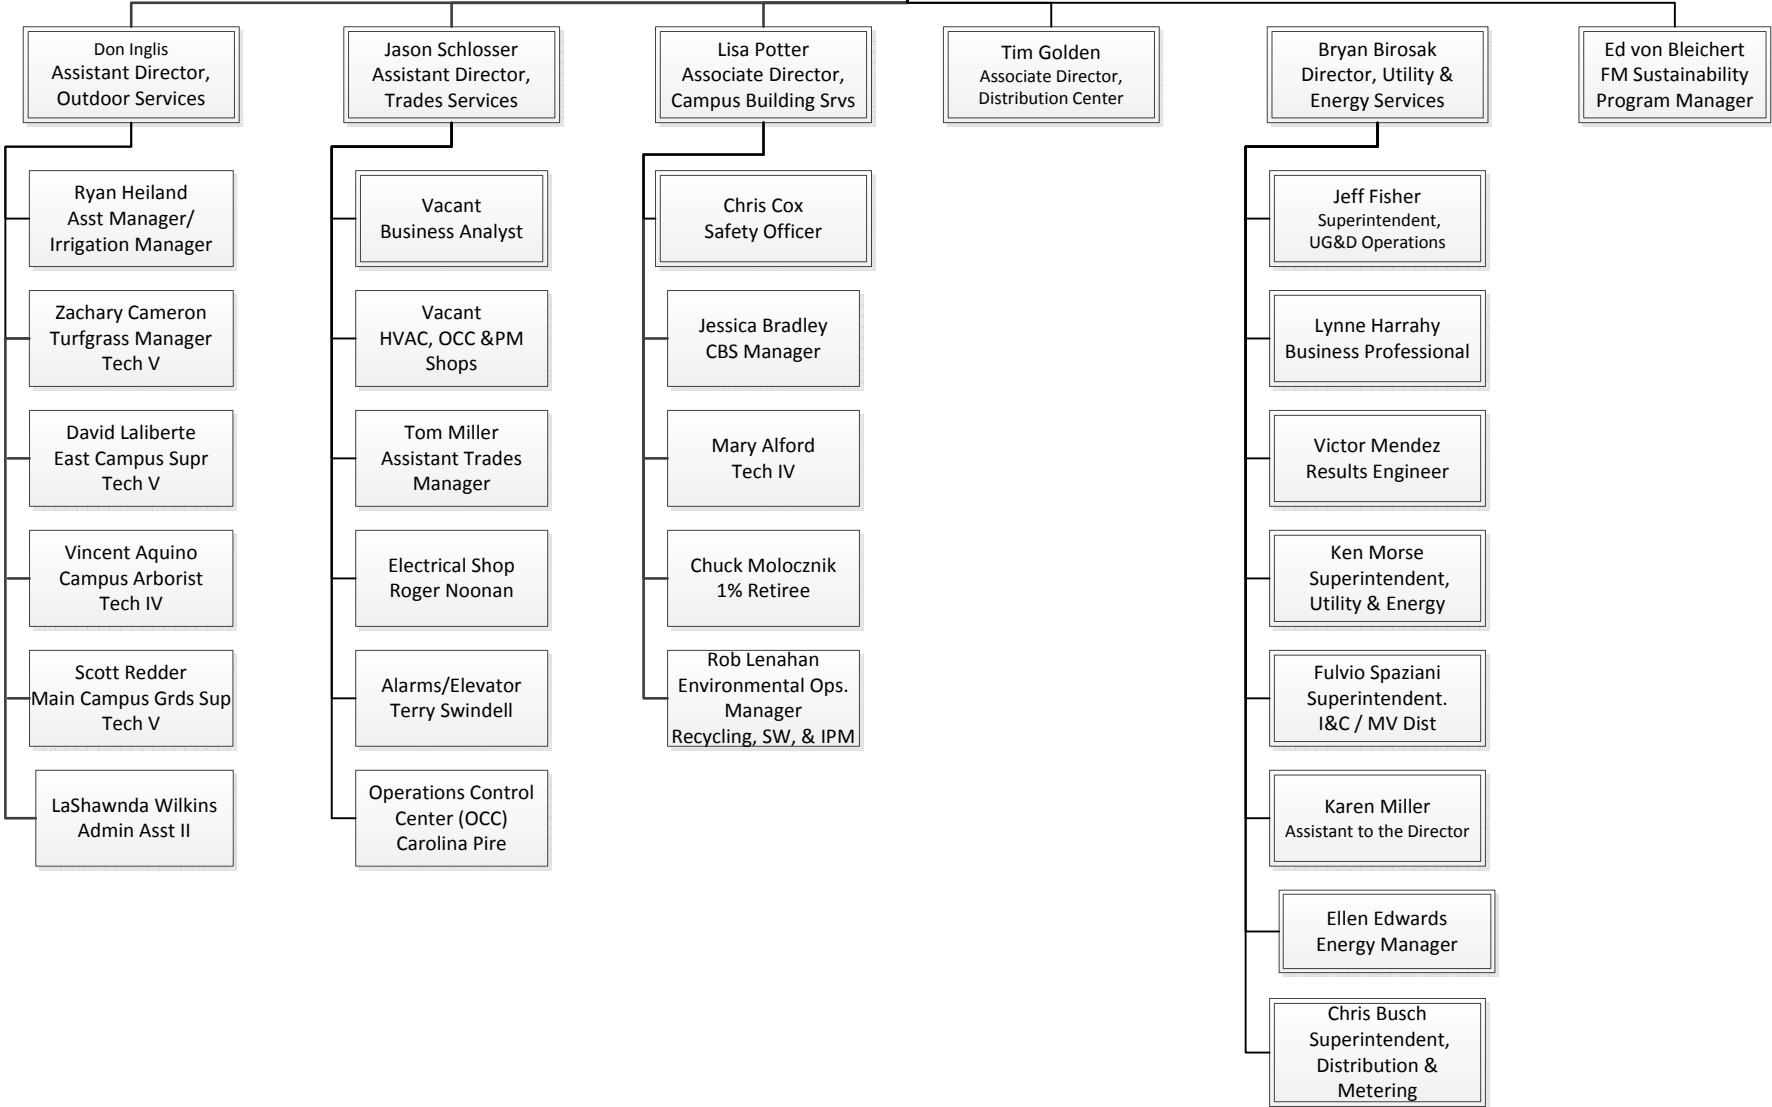 Don Inglis
Assistant Director,
Outdoor Services
Jason Schlosser
Assistant Director,
Trades Services
Lisa Potter
Associate Director,
Campus Building Srvs
Tim Golden
Associate Director,
Distribution Center
Bryan Birosak
Director, Utility &
Energy Services
Ed von Bleichert
FM Sustainability
Program Manager
Ryan Heiland
Asst Manager/
Irrigation Manager
Zachary Cameron
Turfgrass Manager
Tech V
David Laliberte
East Campus Supr
Tech V
Vincent Aquino
Campus Arborist
Tech IV
Scott Redder
Main Campus Grds Sup
Tech V
LaShawnda Wilkins
Admin Asst II
Vacant
Business Analyst
Vacant
HVAC, OCC &PM
Shops
Tom Miller
Assistant Trades
Manager
Electrical Shop
Roger Noonan
Alarms/Elevator
Terry Swindell
Operations Control
Center (OCC)
Carolina Pire
Chris Cox
Safety Officer
Jessica Bradley
CBS Manager
Mary Alford
Tech IV
Chuck Molocznik
1% Retiree
Rob Lenahan
Environmental Ops.
Manager
Recycling, SW, & IPM
Jeff Fisher
Superintendent,
UG&D Operations
Lynne Harrahy
Business Professional
Victor Mendez
Results Engineer
Ken Morse
Superintendent,
Utility & Energy
Fulvio Spaziani
Superintendent.
I&C / MV Dist
Karen Miller
Assistant to the Director
Ellen Edwards
Energy Manager
Chris Busch
Superintendent,
Distribution &
Metering